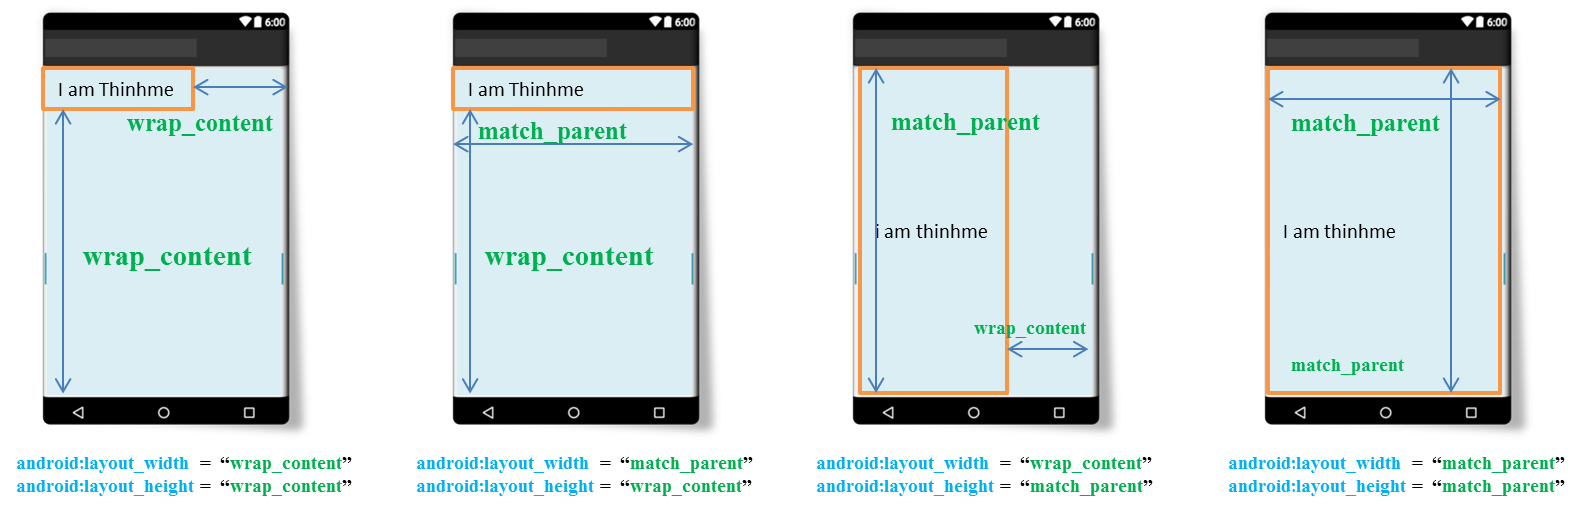 6:00
I am Thinhme
wrap_content
wrap_content
android:layout_width = “wrap_content”
android:layout_height = “wrap_content”
6:00
I am Thinhme
match_parent
wrap_content
android:layout_width = “match_parent”
android:layout_height = “wrap_content”
6:00
match_parent
i am thinhme
wrap_content
android:layout_width = “wrap_content”
android:layout_height = “match_parent”
6:00
match_parent
I am thinhme
match_parent
android:layout_width = “match_parent”
android:layout_height = “match_parent”